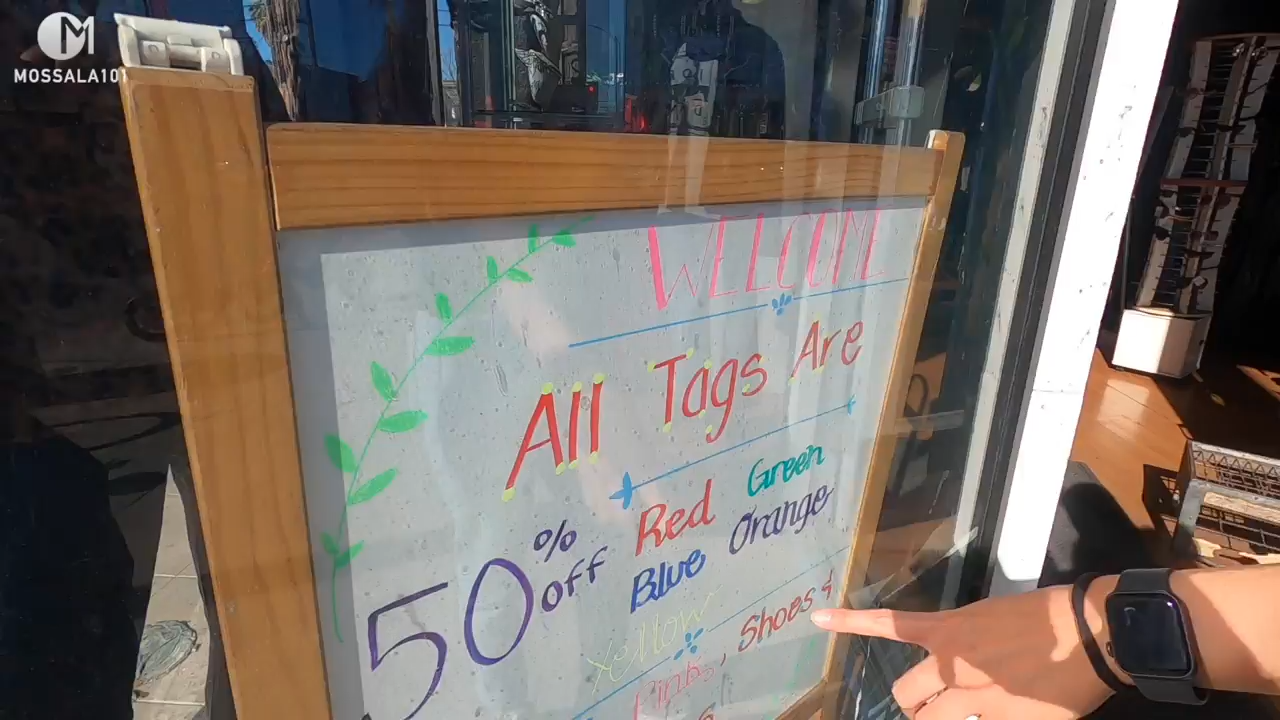 MOSSALA101
WELCOME
All Tags Are
50% off
Red Green
Blue Orange
Yellow
, Shoes &